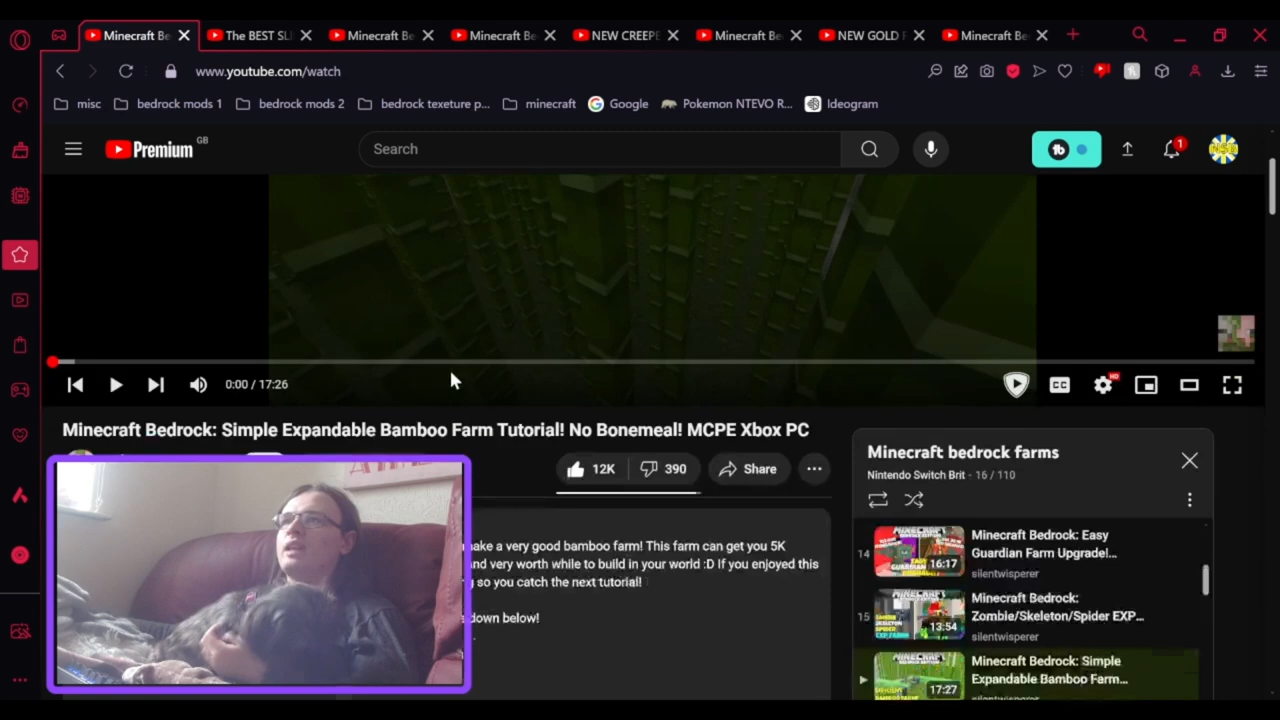 Minecraft Be
The BEST SL
Minecraft Be
Minecraft Be
NEW CREEPE
Minecraft Be
NEW GOLD F
Minecraft Be
www.youtube.com/watch
misc
bedrock mods 1
bedrock mods 2
bedrock texeture p...
minecraft
Google
Pokemon NTEVO R...
Ideogram
Premium GB
Search
1
0:00 / 17:26
CC
HD
Minecraft Bedrock: Simple Expandable Bamboo Farm Tutorial! No Bonemeal! MCPE Xbox PC
12K
390
Share
ake a very good bamboo farm! This farm can get you 5K
nd very worth while to build in your world :D If you enjoyed this
so you catch the next tutorial!
down below!
Minecraft bedrock farms
Nintendo Switch Brit - 16 / 110
14
16:17
Minecraft Bedrock: Easy
Guardian Farm Upgrade!...
silentwisperer
15
13:54
Minecraft Bedrock:
Zombie/Skeleton/Spider EXP...
silentwisperer
17:27
Minecraft Bedrock: Simple
Expandable Bamboo Farm...